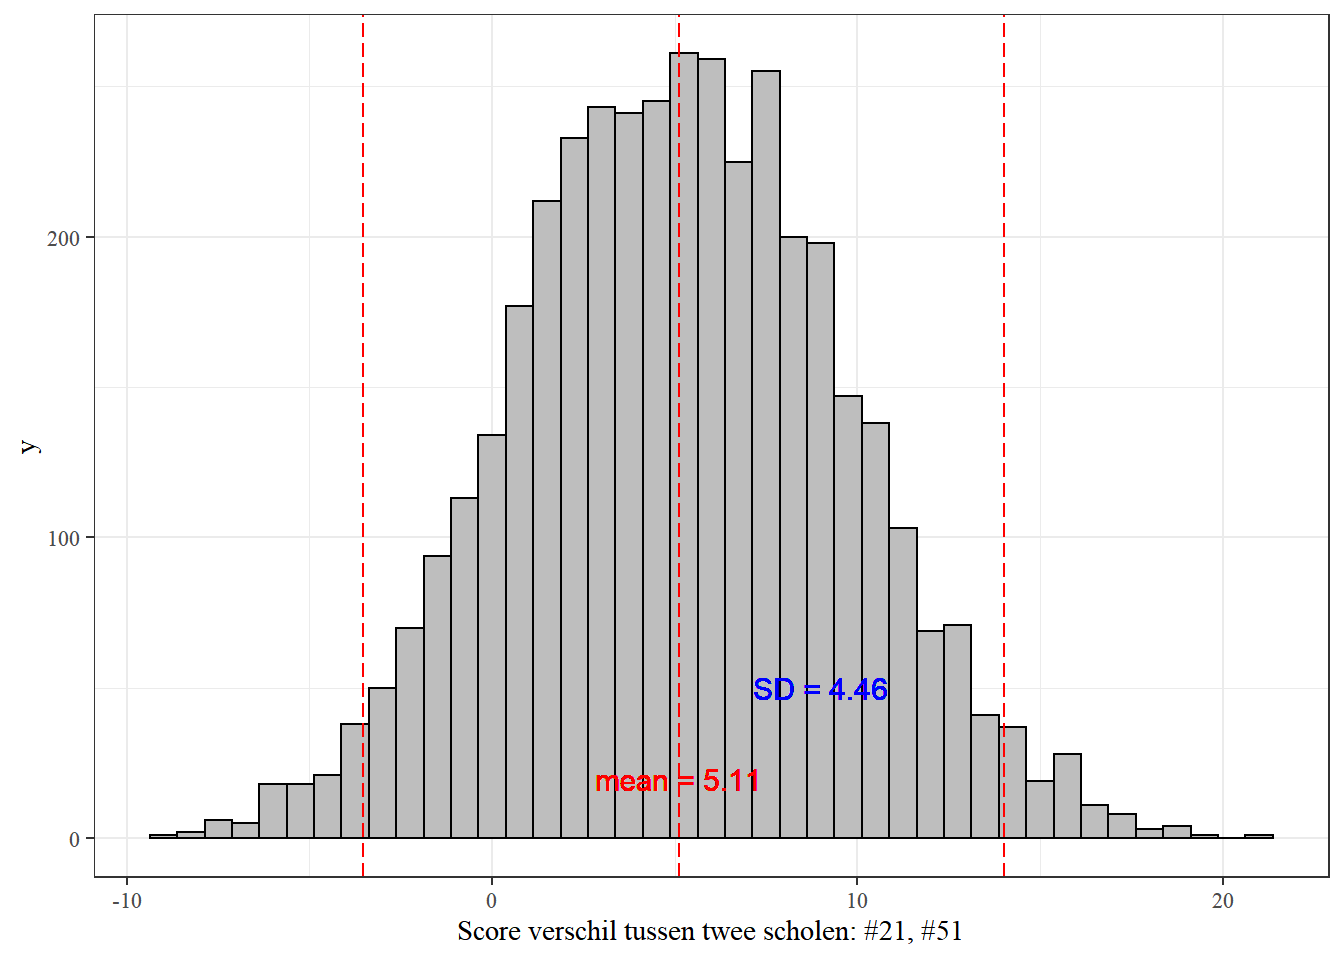 200
100
0
y
SD = 4.46
mean = 5.11
-10
0
10
20
Score verschil tussen twee scholen: #21, #51